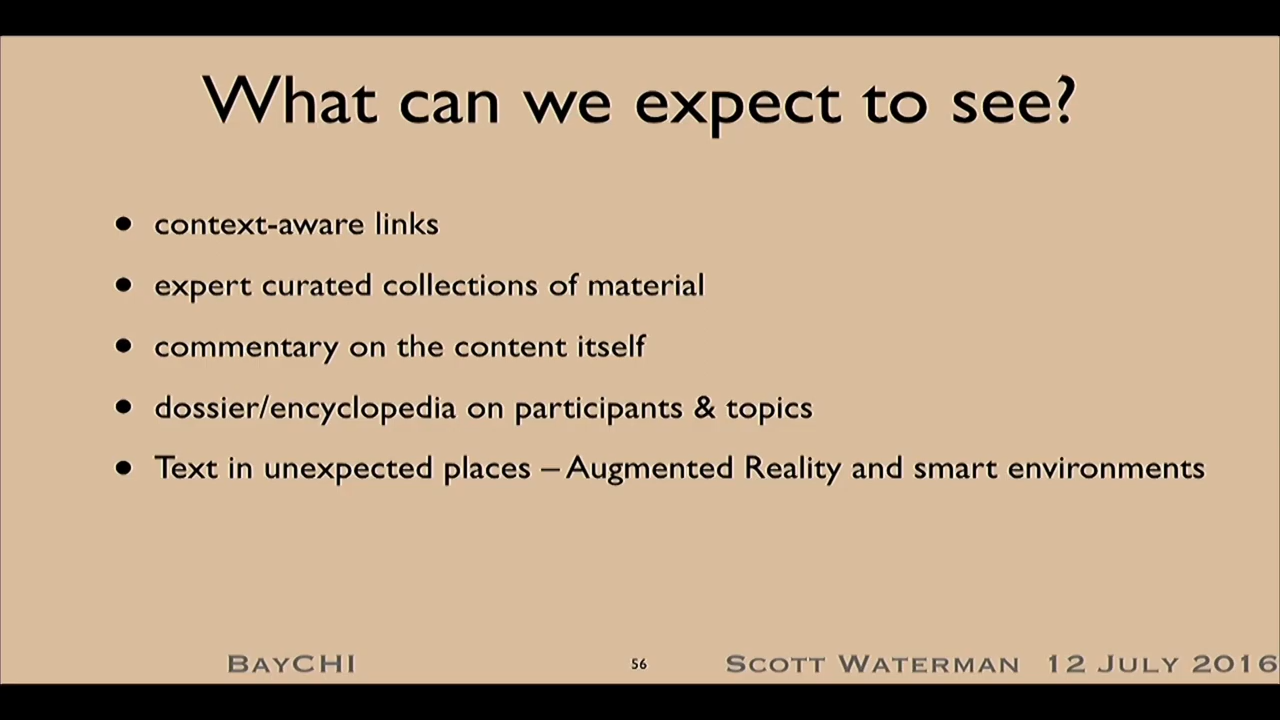 What can we expect to see?
• context-aware links
• expert curated collections of material
• commentary on the content itself
• dossier/encyclopedia on participants & topics
• Text in unexpected places – Augmented Reality and smart environments
BAYCHI 56 SCOTT WATERMAN 12 JULY 2016